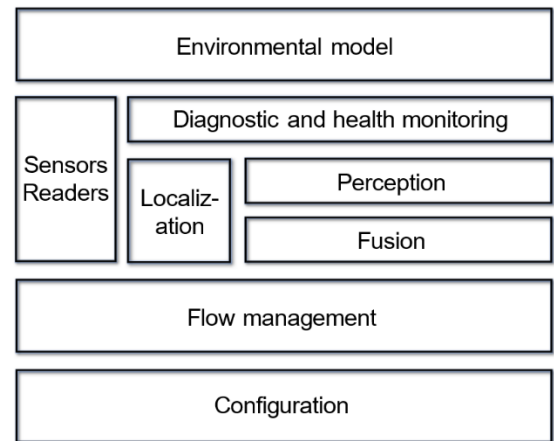 Environmental model
Sensors
Readers
Diagnostic and health monitoring
Localiz-
ation
Perception
Fusion
Flow management
Configuration